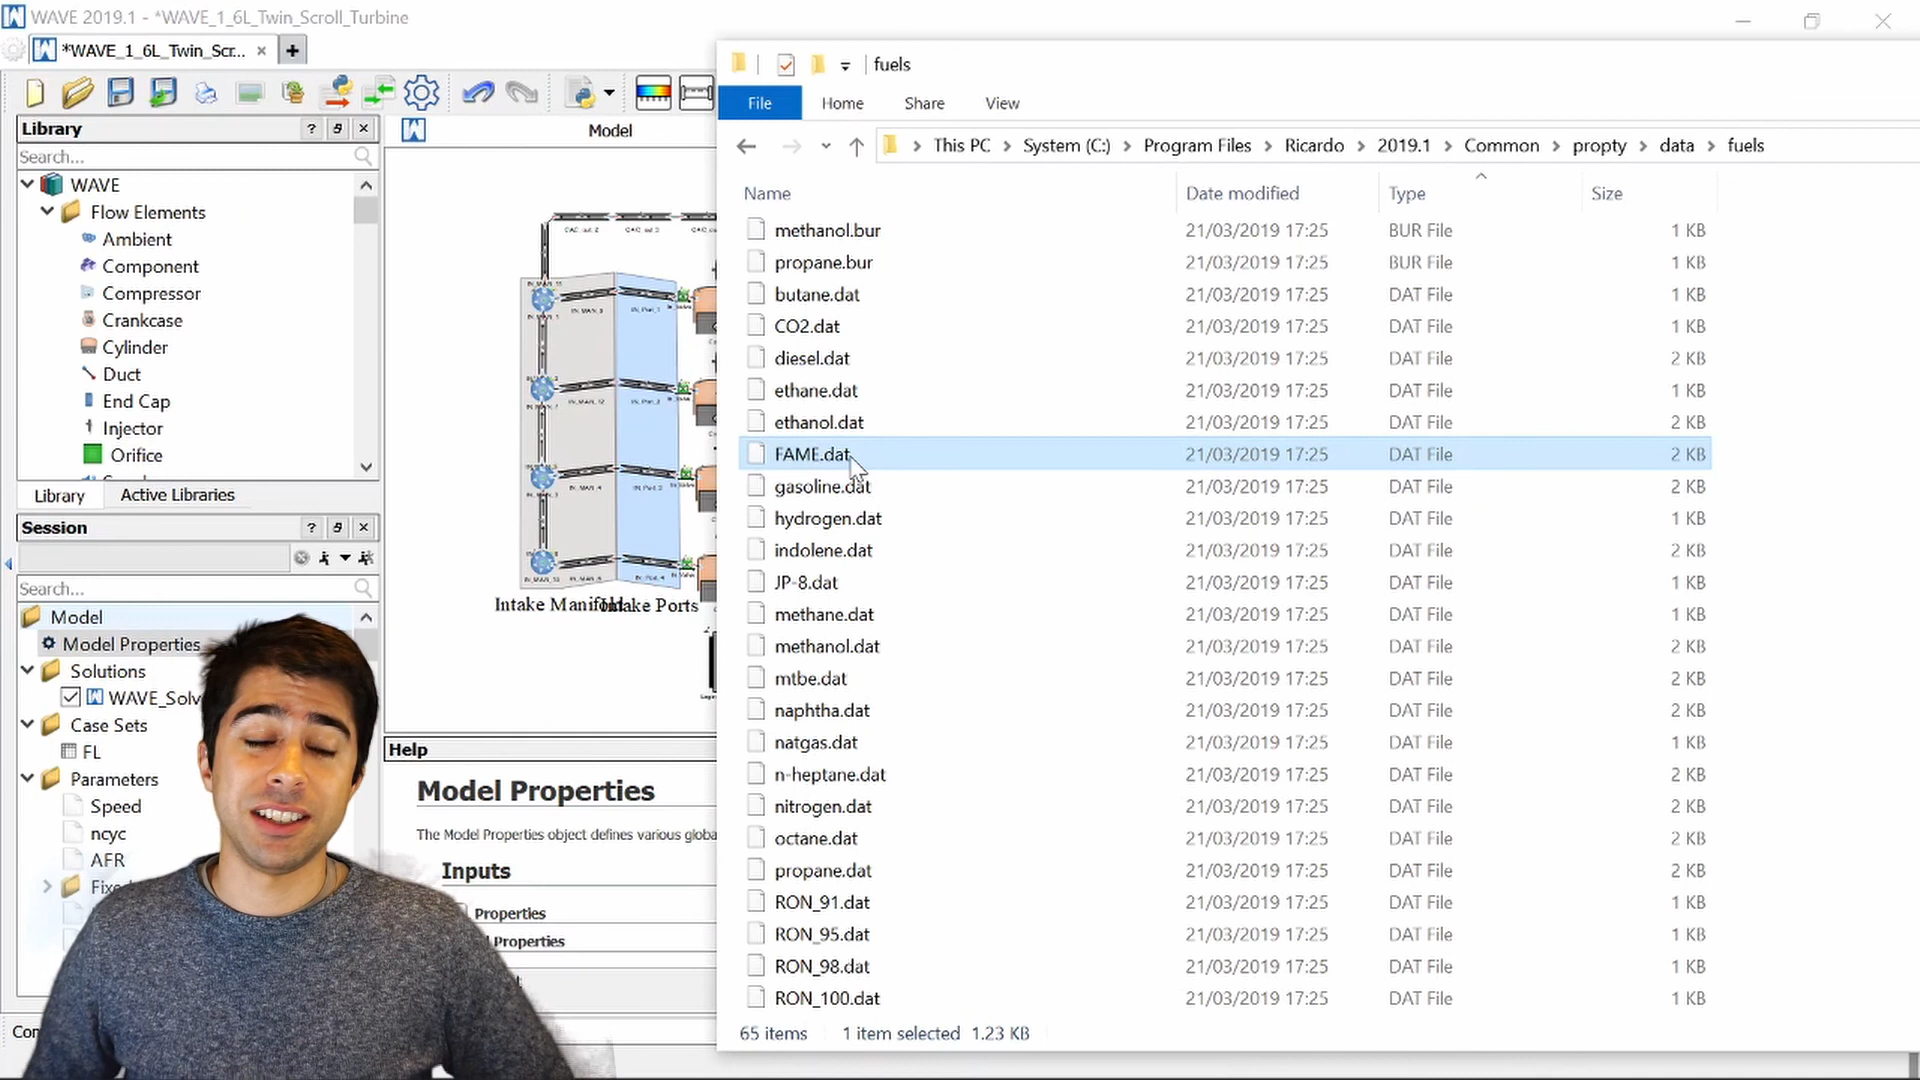 WAVE 2019.1 - *WAVE_1_6L_Twin_Scroll_Turbine
*WAVE_1_6L_Twin_Scr...
Library
Search...
WAVE
Flow Elements
Ambient
Component
Compressor
Crankcase
Cylinder
Duct
End Cap
Injector
Orifice
Library Active Libraries
Session
Search...
Model
Model Properties
Solutions
WAVE_Solv
Case Sets
FL
Parameters
Speed
ncyc
AFR
Fixe
Model
Intake Manifold
Intake Ports
Help
Model Properties
The Model Properties object defines various globa
Inputs
Properties
Properties
fuels
File Home Share View
This PC System (C:) Program Files Ricardo 2019.1 Common propty data fuels
Name Date modified Type Size
methanol.bur 21/03/2019 17:25 BUR File 1 KB
propane.bur 21/03/2019 17:25 BUR File 1 KB
butane.dat 21/03/2019 17:25 DAT File 1 KB
CO2.dat 21/03/2019 17:25 DAT File 1 KB
diesel.dat 21/03/2019 17:25 DAT File 2 KB
ethane.dat 21/03/2019 17:25 DAT File 1 KB
ethanol.dat 21/03/2019 17:25 DAT File 2 KB
FAME.dat 21/03/2019 17:25 DAT File 2 KB
gasoline.dat 21/03/2019 17:25 DAT File 2 KB
hydrogen.dat 21/03/2019 17:25 DAT File 1 KB
indolene.dat 21/03/2019 17:25 DAT File 1 KB
JP-8.dat 21/03/2019 17:25 DAT File 1 KB
methane.dat 21/03/2019 17:25 DAT File 1 KB
methanol.dat 21/03/2019 17:25 DAT File 2 KB
mtbe.dat 21/03/2019 17:25 DAT File 2 KB
naphtha.dat 21/03/2019 17:25 DAT File 2 KB
natgas.dat 21/03/2019 17:25 DAT File 2 KB
n-heptane.dat 21/03/2019 17:25 DAT File 2 KB
nitrogen.dat 21/03/2019 17:25 DAT File 1 KB
octane.dat 21/03/2019 17:25 DAT File 2 KB
propane.dat 21/03/2019 17:25 DAT File 2 KB
RON_91.dat 21/03/2019 17:25 DAT File 1 KB
RON_95.dat 21/03/2019 17:25 DAT File 1 KB
RON_98.dat 21/03/2019 17:25 DAT File 1 KB
RON_100.dat 21/03/2019 17:25 DAT File 1 KB
65 items 1 item selected 1.23 KB